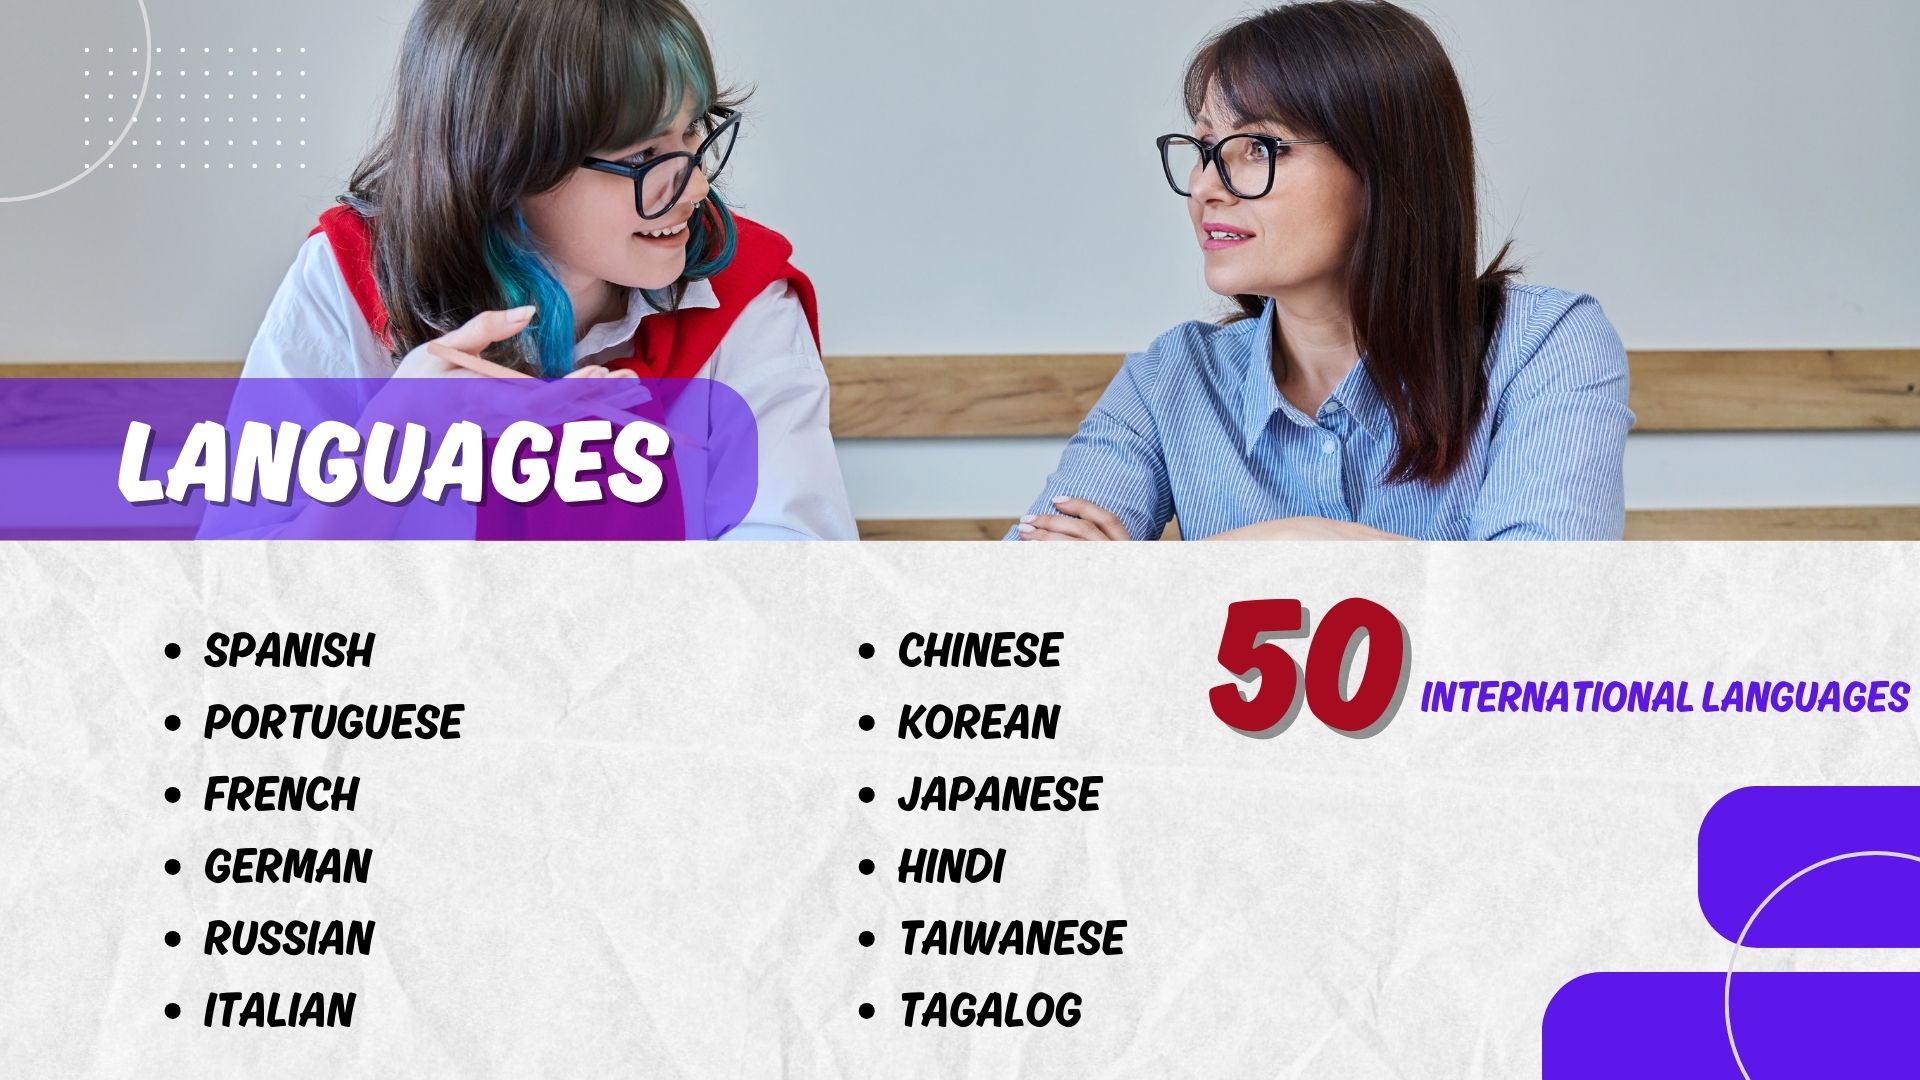 LANGUAGES
SPANISH
PORTUGUESE
FRENCH
GERMAN
RUSSIAN
ITALIAN
CHINESE
KOREAN
JAPANESE
HINDI
TAIWANESE
TAGALOG
50 INTERNATIONAL LANGUAGES